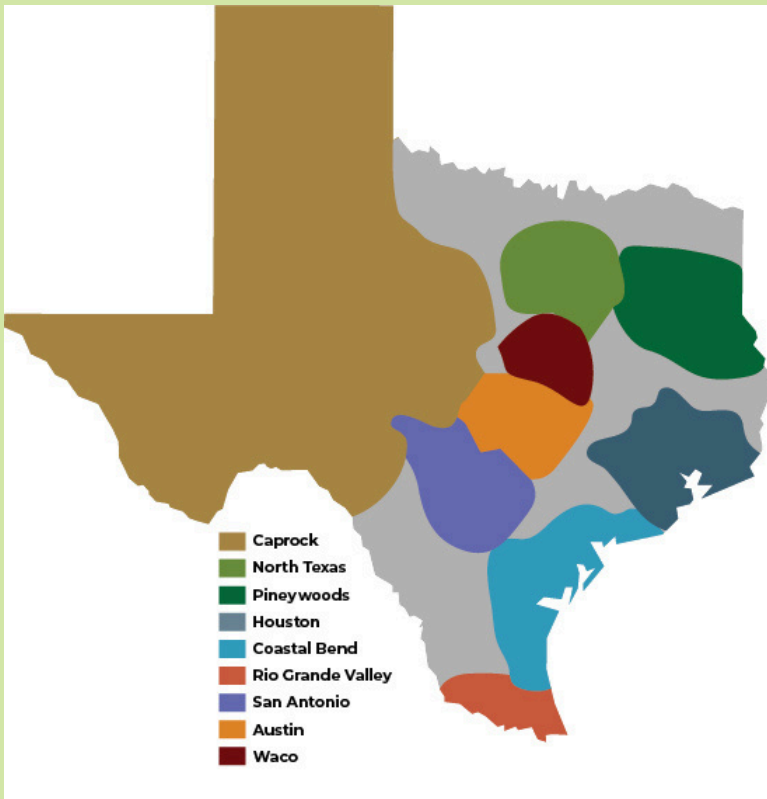 Caprock
North Texas
Pineywoods
Houston
Coastal Bend
Rio Grande Valley
San Antonio
Austin
Waco